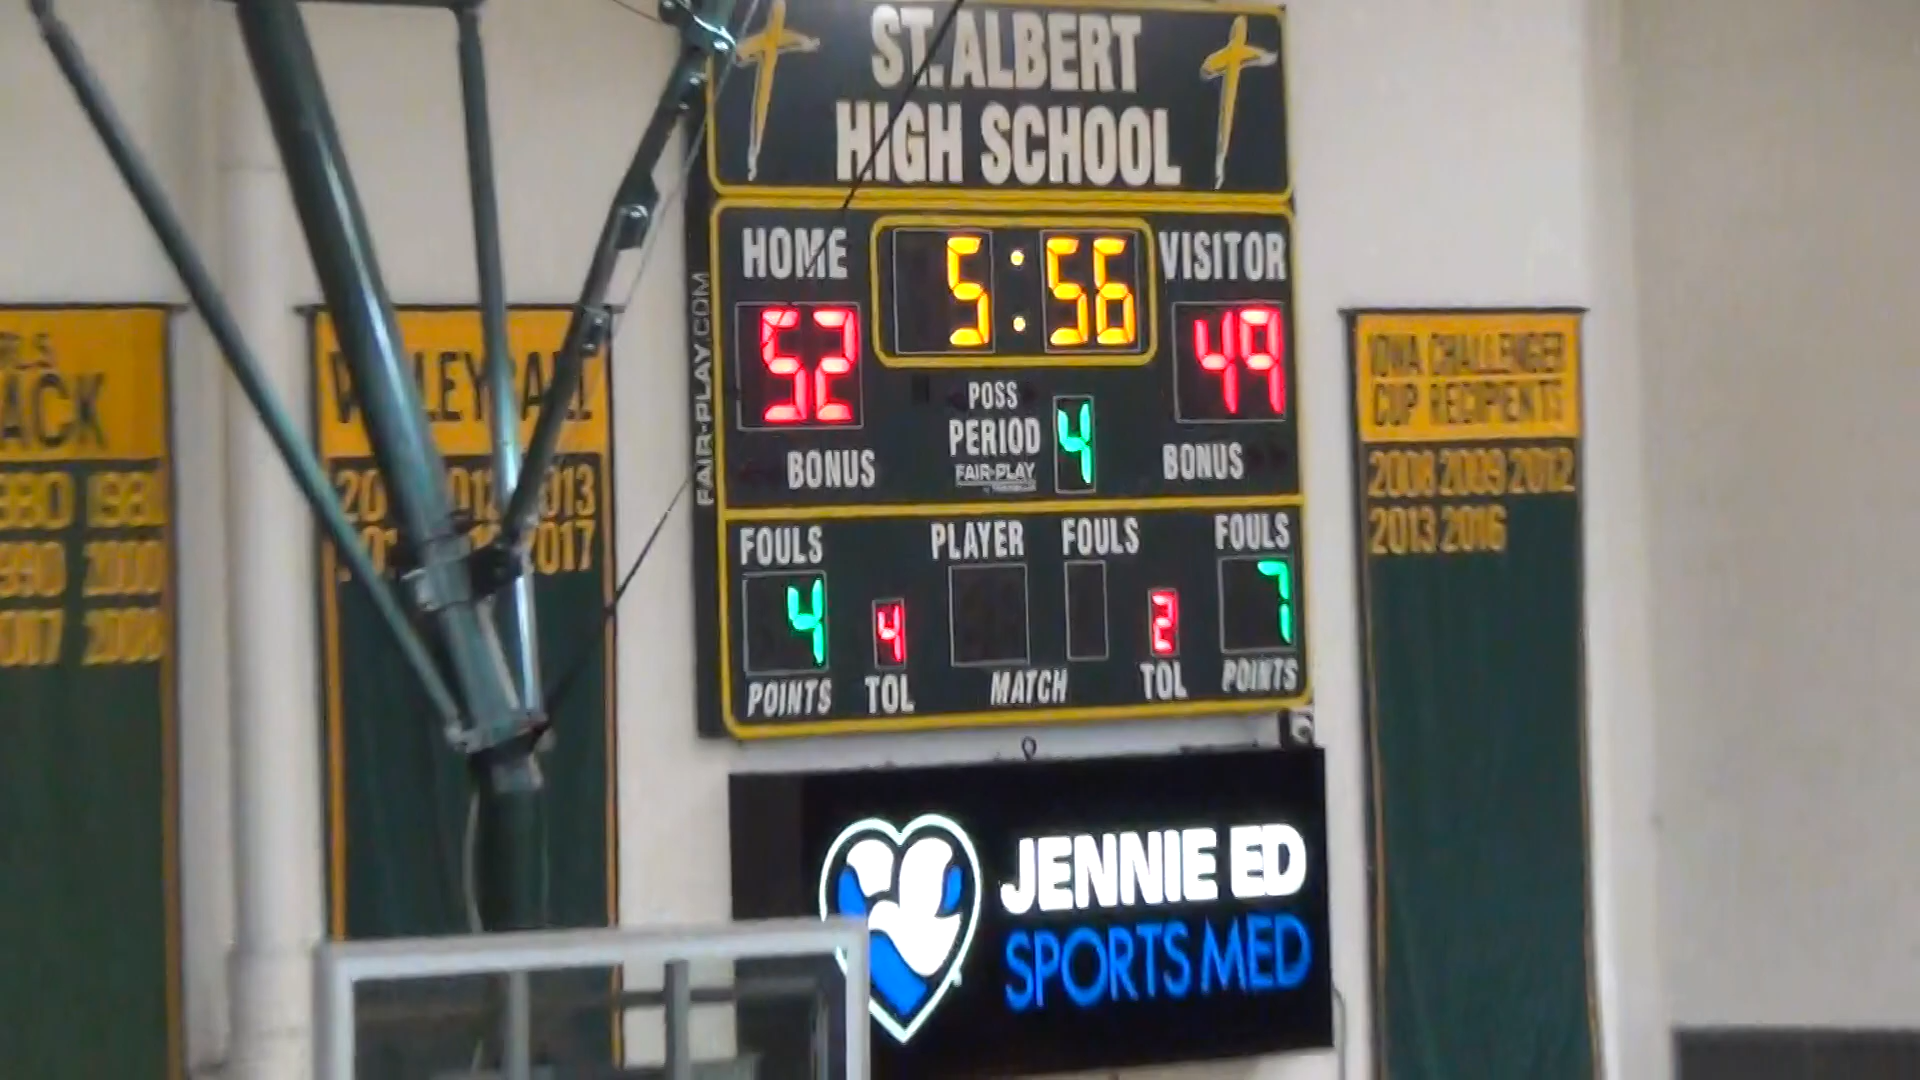 ST. ALBERT
HIGH SCHOOL
HOME
5:56
VISITOR
52
49
POSS
PERIOD
4
FAIR-PLAY
BONUS
BONUS
FAIR-PLAY.COM
FOULS
PLAYER
FOULS
FOULS
4
4
2
7
POINTS
TOL
MATCH
TOL
POINTS
JENNIE ED
SPORTS MED
VOLLEYBALL
2013
2017
IOWA CHALLENGER
CUP RECIPIENTS
2008 2009 2012
2013 2016